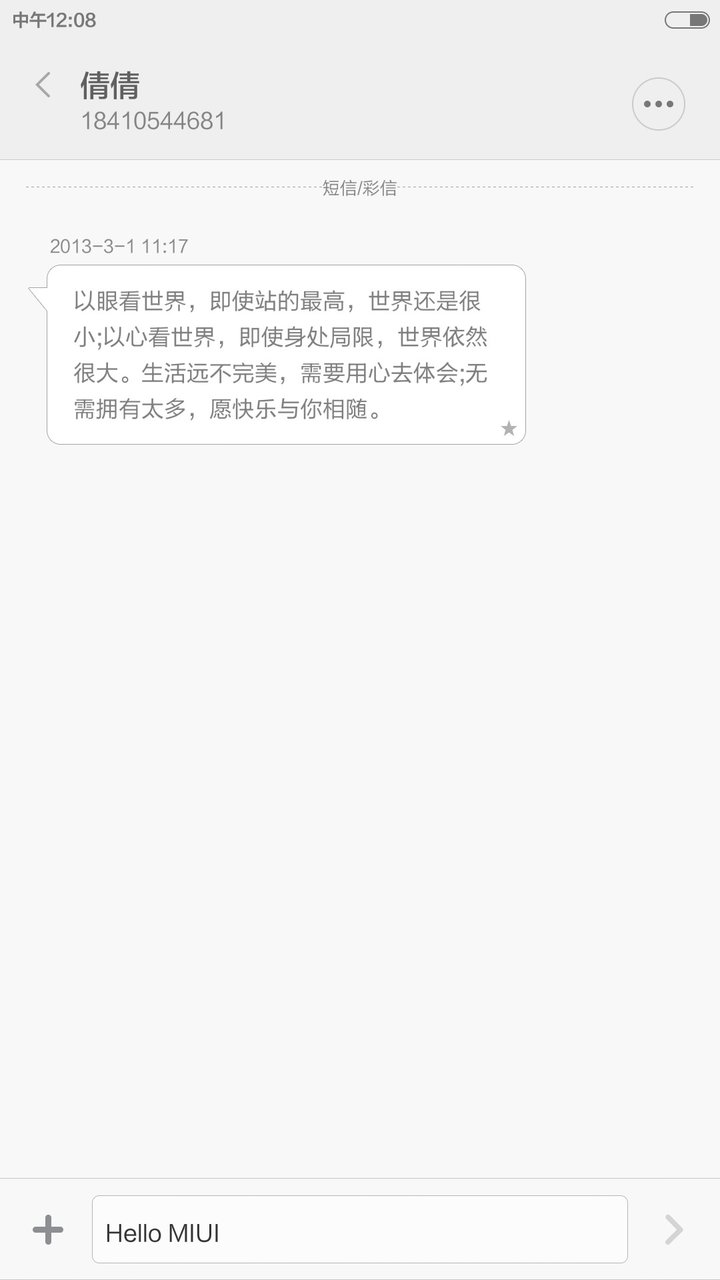 中午12:08
倩倩
18410544681
短信/彩信
2013-3-1 11:17
以眼看世界，即使站的最高，世界还是很
小;以心看世界，即使身处局限，世界依然
很大。生活远不完美，需要用心去体会;无
需拥有太多，愿快乐与你相随。
Hello MIUI